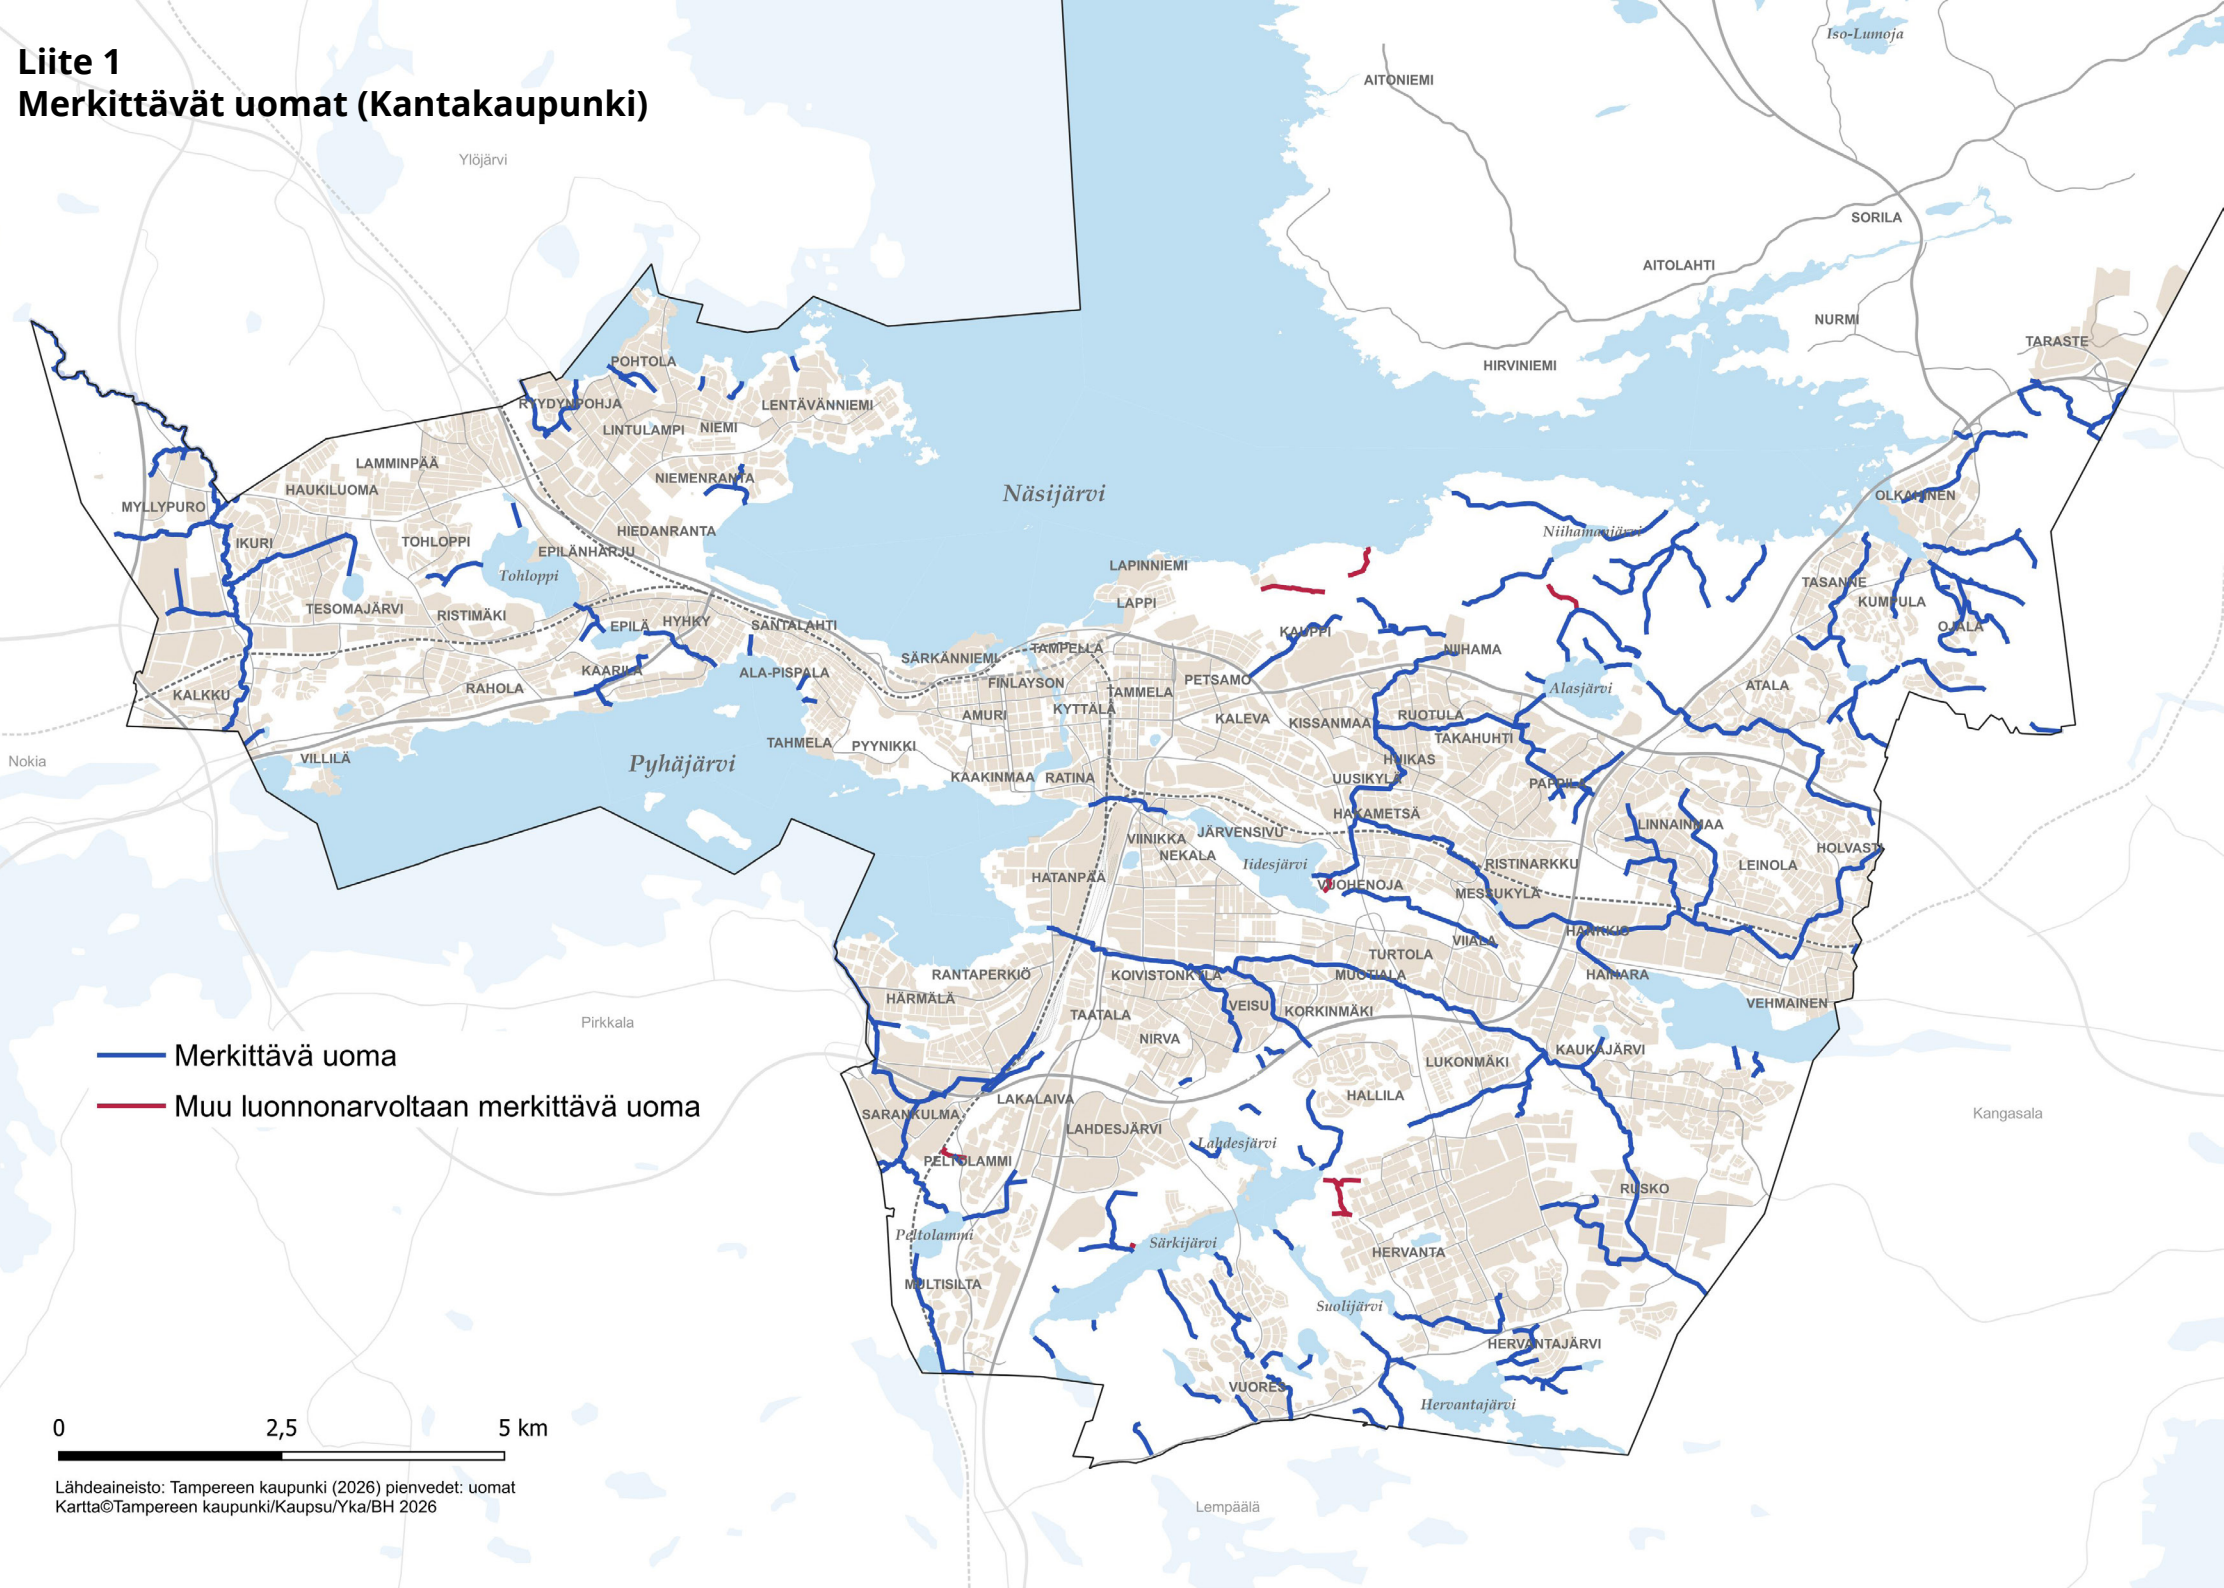 Liite 1
Merkittävät uomat (Kantakaupunki)
Iso-Lumoja
AITONIEMI
Ylöjärvi
SORILA
AITOLAHTI
NURMI
TARASTE
HIRVINIEMI
POHTOLA
RYYDYNPOHJA
LENTÄVÄNNIEMI
LINTULAMPI
NIEMI
LAMMINPÄÄ
NIEMENRANTA
HAUKILUOMA
Näsijärvi
OLKAHINEN
MYLLYPURO
HIEDANRANTA
Niihamanjärvi
IKURI
TOHLOPPI
EPILÄNHARJU
LAPINNIEMI
Tohloppi
TASANNE
LAPPI
KUMPULA
TESOMAJÄRVI
RISTIMÄKI
EPILÄ
HYHKY
SANTALAHTI
KAUPPI
OJALA
TAMPELLA
NIIHAMA
SÄRKÄNNIEMI
KAARILA
ALA-PISPALA
PETSAMO
FINLAYSON
RAHOLA
KALKKU
TAMMELA
Alasjärvi
ATALA
KYTTÄLÄ
AMURI
KALEVA
KISSANMAA
RUOTULA
TAKAHUHTI
TAHMELA
PYYNIKKI
VILLILÄ
Nokia
Pyhäjärvi
HUIKAS
KAAKINMAA
RATINA
UUSIKYLÄ
PAPPILA
HAKAMETSÄ
LINNAINMAA
JÄRVENSIVU
VIINIKKA
HOLVASTI
NEKALA
Iidesjärvi
RISTINARKKU
LEINOLA
HATANPÄÄ
VUOHENOJA
MESSUKYLÄ
HANKKIO
VIIALA
TURTOLA
RANTAPERKIÖ
KOIVISTONKYLÄ
MUOTIALA
HAIHARA
HÄRMÄLÄ
VEISU
KORKINMÄKI
VEHMAINEN
TAATALA
Pirkkala
NIRVA
KAUKAJÄRVI
LUKONMÄKI
Merkittävä uoma
HALLILA
LAKALAIVA
Muu luonnonarvoltaan merkittävä uoma
SARANKULMA
Kangasala
LAHDESJÄRVI
Lahdesjärvi
PELTOLAMMI
RUSKO
Peltolammi
Särkijärvi
HERVANTA
MULTISILTA
Suolijärvi
HERVANTAJÄRVI
VUORES
Hervantajärvi
0 2,5 5 km
Lähdeaineisto: Tampereen kaupunki (2026) pienvedet: uomat
Kartta©Tampereen kaupunki/Kaupsu/Yka/BH 2026
Lempäälä